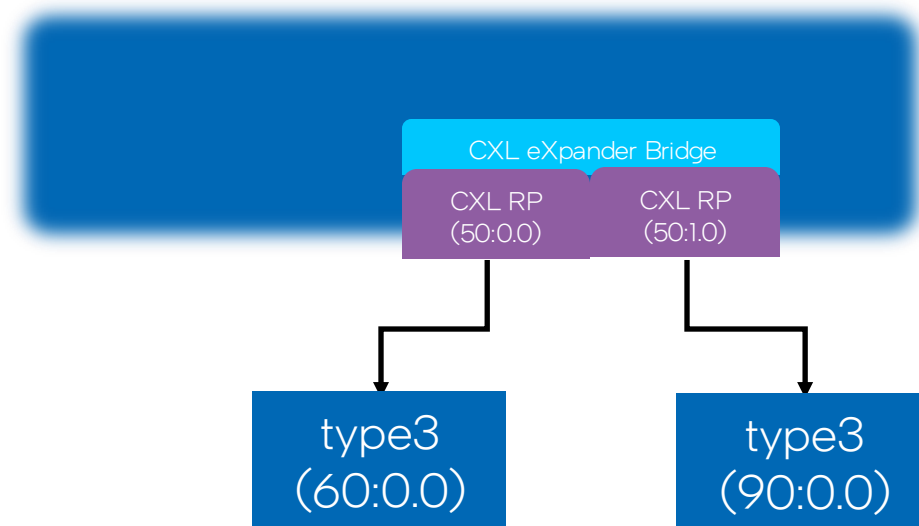 CXL eXpander Bridge
CXL RP
(50:0.0)
CXL RP
(50:1.0)
type3
(60:0.0)
type3
(90:0.0)